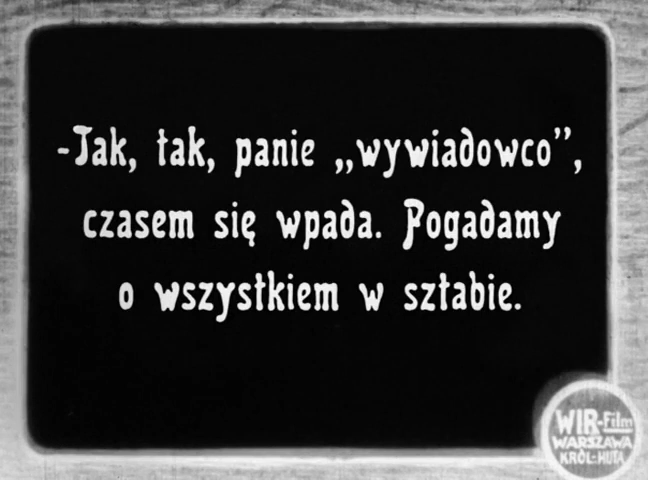 -Tak, tak, panie „wywiadowco”,
czasem się wpada. Pogadamy
o wszystkiem w sztabie.
WIR-Film
WARSZAWA
KRÓL-HUTA